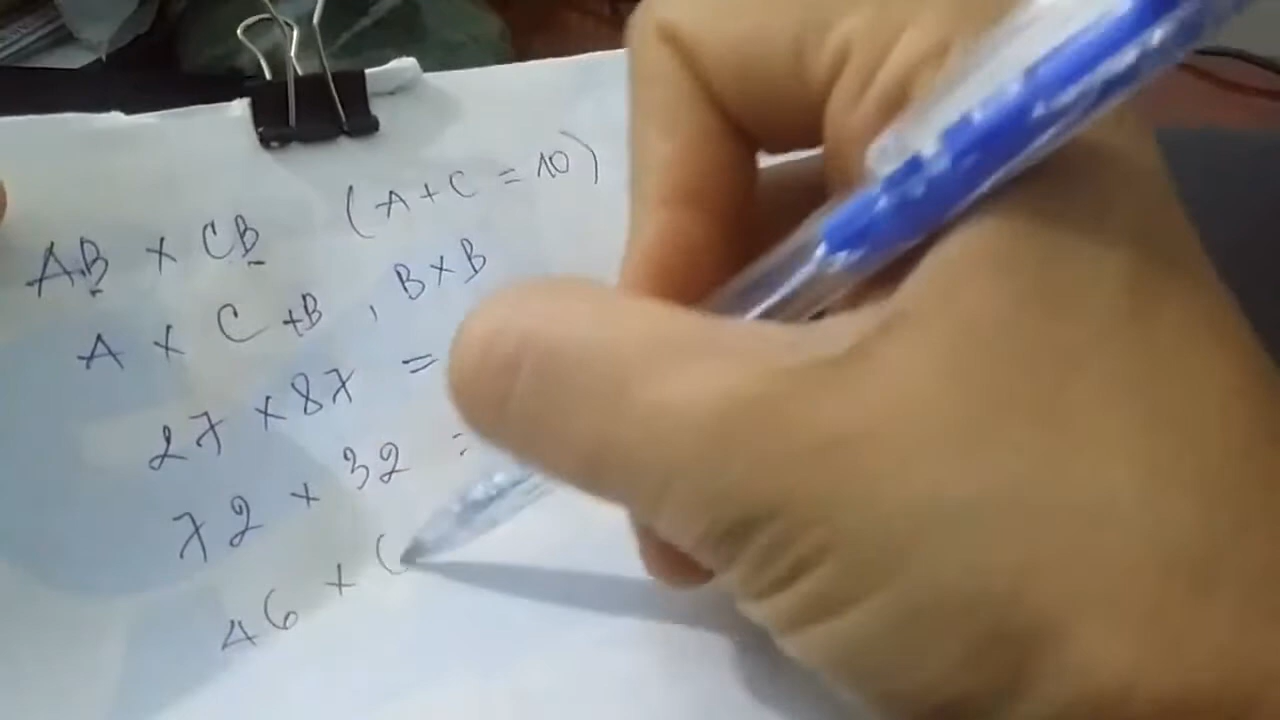 AB × CB (A+C = 10)
A × C +B , B×B
27 × 87 =
72 × 32 =
46 ×